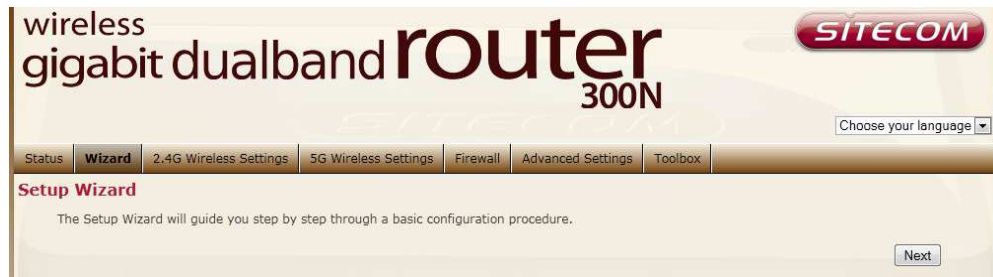 wireless
gigabit dualband router
300N
SITECOM
Choose your language
Status Wizard 2.4G Wireless Settings 5G Wireless Settings Firewall Advanced Settings Toolbox
Setup Wizard
The Setup Wizard will guide you step by step through a basic configuration procedure.
Next